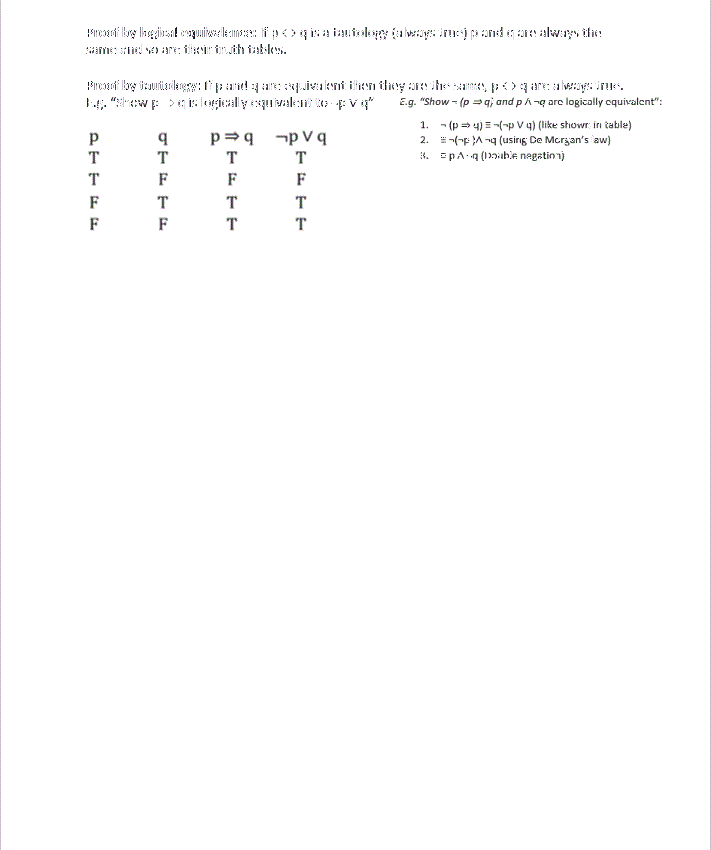 Proof by logical equivalence: If p <> q is a tautology (always true) p and q are always the
same and so are their truth tables.
Proof by tautology: If p and q are equivalent then they are the same, p <> q are always true.
E.g. "Show p q is logically equivalent to ¬p ∨ q"
p q p ⇒ q ¬p ∨ q
T T T T
T F F F
F T T T
F F T T
E.g. "Show ¬ (p ⇒ q) and p ∧ ¬q are logically equivalent":
1. ¬ (p ⇒ q) ≡ ¬(¬p ∨ q) (like shown in table)
2. ≡ ¬(¬p )∧ ¬q (using De Morgan's law)
3. ≡ p ∧ ¬q (Double negation)